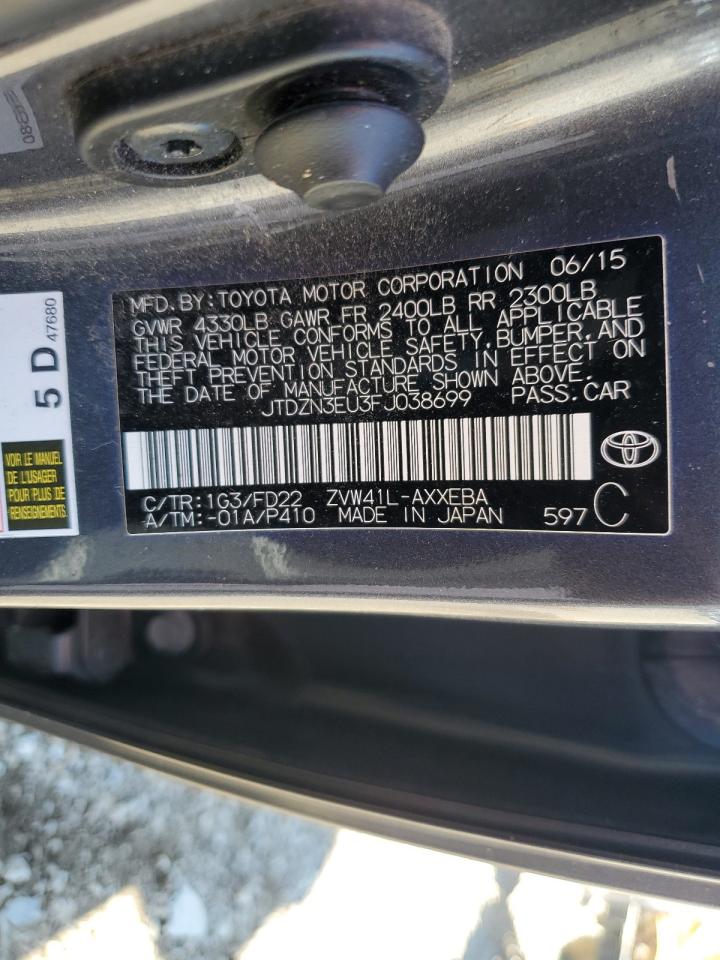 MFD. BY: TOYOTA MOTOR CORPORATION 06/15
GVWR 4330LB GAWR FR 2400LB RR 2300LB
THIS VEHICLE CONFORMS TO ALL APPLICABLE
FEDERAL MOTOR VEHICLE SAFETY, BUMPER, AND
THEFT PREVENTION STANDARDS IN EFFECT ON
THE DATE OF MANUFACTURE SHOWN ABOVE.
JTDZN3EU3FJ038699 PASS. CAR
C/TR: 1G3/FD22 ZVW41L-AXXEBA
A/TM: -01A/P410 MADE IN JAPAN 597 C
5 D 47680
VOIR LE MANUEL
DE L'USAGER
POUR PLUS DE
RENSEIGNEMENTS